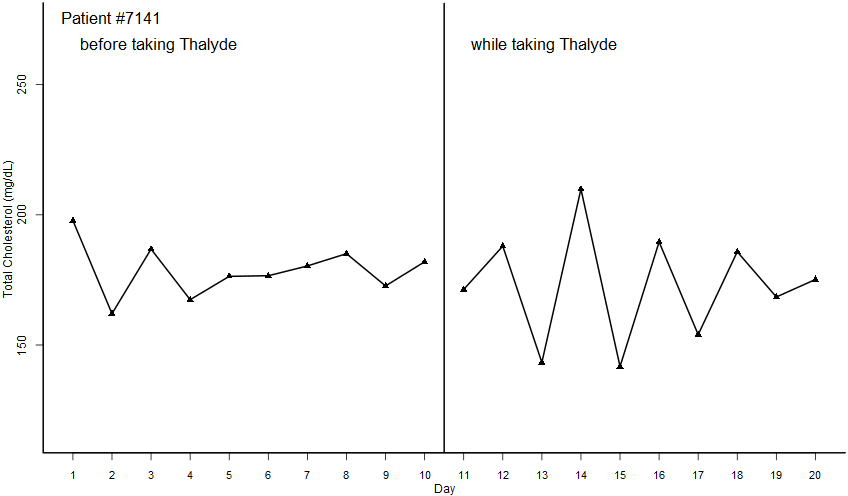 Patient #7141
before taking Thalyde
while taking Thalyde
Total Cholesterol (mg/dL)
250
200
150
1 2 3 4 5 6 7 8 9 10 11 12 13 14 15 16 17 18 19 20
Day